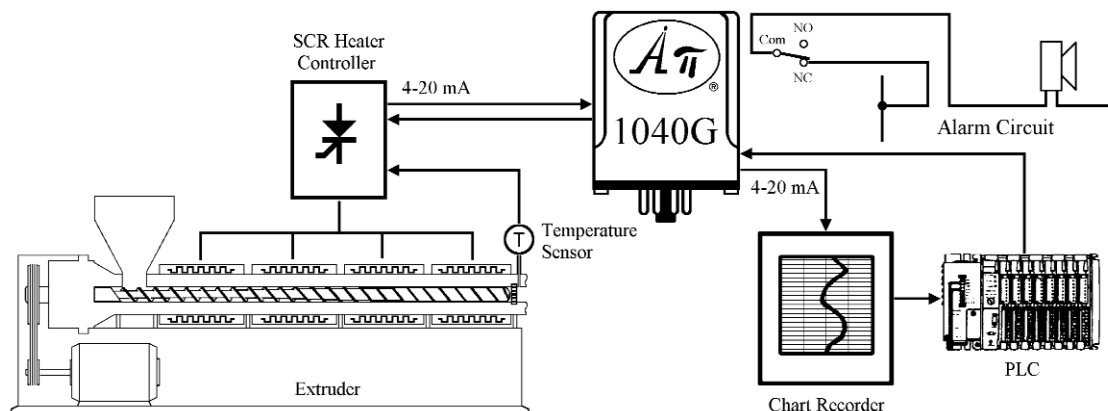 SCR Heater
Controller
4-20 mA
Aπ
®
1040G
NO
Com
NC
Alarm Circuit
4-20 mA
T
Temperature
Sensor
Extruder
Chart Recorder
PLC